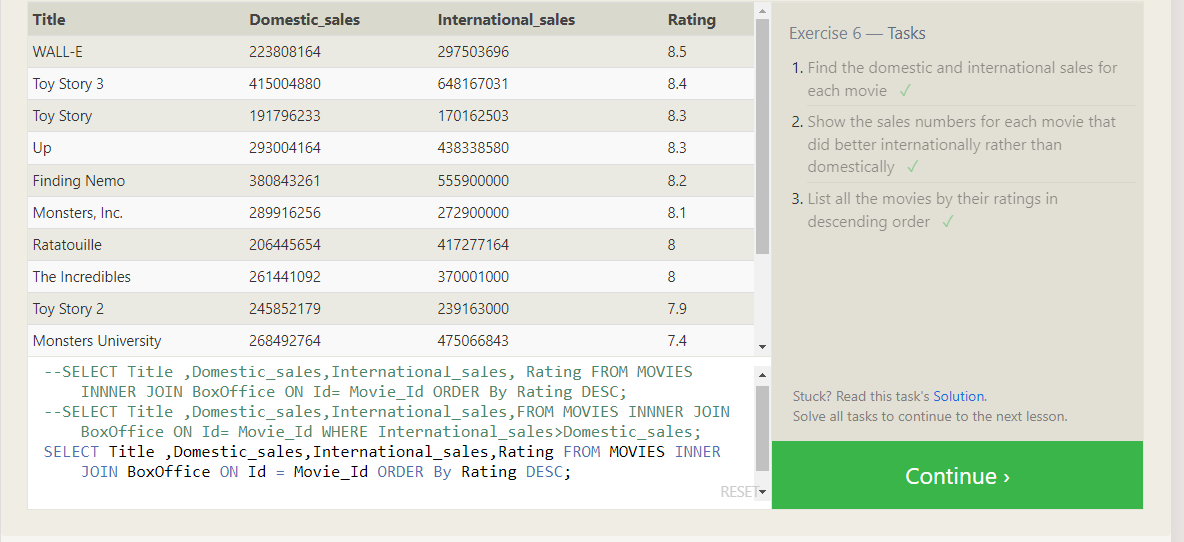 Title Domestic_sales International_sales Rating
WALL-E 223808164 297503696 8.5
Toy Story 3 415004880 648167031 8.4
Toy Story 191796233 170162503 8.3
Up 293004164 438338580 8.3
Finding Nemo 380843261 555900000 8.2
Monsters, Inc. 289916256 272900000 8.1
Ratatouille 206445654 417277164 8
The Incredibles 261441092 370001000 8
Toy Story 2 245852179 239163000 7.9
Monsters University 268492764 475066843 7.4
--SELECT Title ,Domestic_sales,International_sales, Rating FROM MOVIES
INNNER JOIN BoxOffice ON Id= Movie_Id ORDER By Rating DESC;
--SELECT Title ,Domestic_sales,International_sales,FROM MOVIES INNNER JOIN
BoxOffice ON Id= Movie_Id WHERE International_sales>Domestic_sales;
SELECT Title ,Domestic_sales,International_sales,Rating FROM MOVIES INNER
JOIN BoxOffice ON Id = Movie_Id ORDER By Rating DESC;
RESET
Exercise 6 — Tasks
1. Find the domestic and international sales for
each movie ✓
2. Show the sales numbers for each movie that
did better internationally rather than
domestically ✓
3. List all the movies by their ratings in
descending order ✓
Stuck? Read this task's Solution.
Solve all tasks to continue to the next lesson.
Continue ›